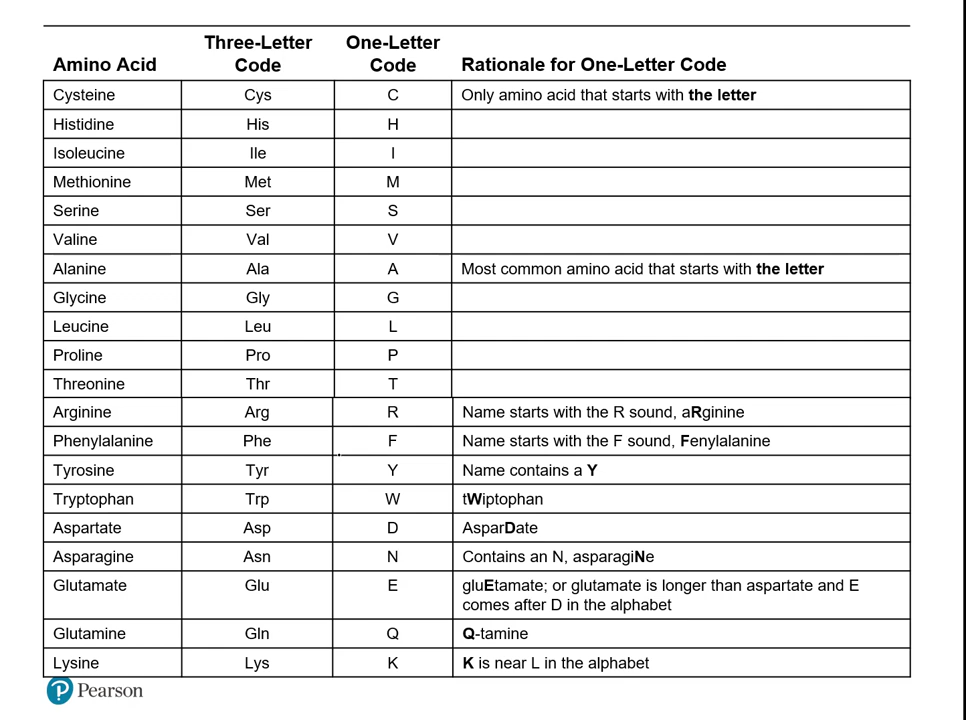 Amino Acid Three-Letter Code One-Letter Code Rationale for One-Letter Code
Cysteine Cys C Only amino acid that starts with the letter
Histidine His H
Isoleucine Ile I
Methionine Met M
Serine Ser S
Valine Val V
Alanine Ala A Most common amino acid that starts with the letter
Glycine Gly G
Leucine Leu L
Proline Pro P
Threonine Thr T
Arginine Arg R Name starts with the R sound, aRginine
Phenylalanine Phe F Name starts with the F sound, Fenylalanine
Tyrosine Tyr Y Name contains a Y
Tryptophan Trp W tWiptophan
Aspartate Asp D AsparDate
Asparagine Asn N Contains an N, asparagiNe
Glutamate Glu E gluEtamate; or glutamate is longer than aspartate and E
comes after D in the alphabet
Glutamine Gln Q Q-tamine
Lysine Lys K K is near L in the alphabet
P Pearson